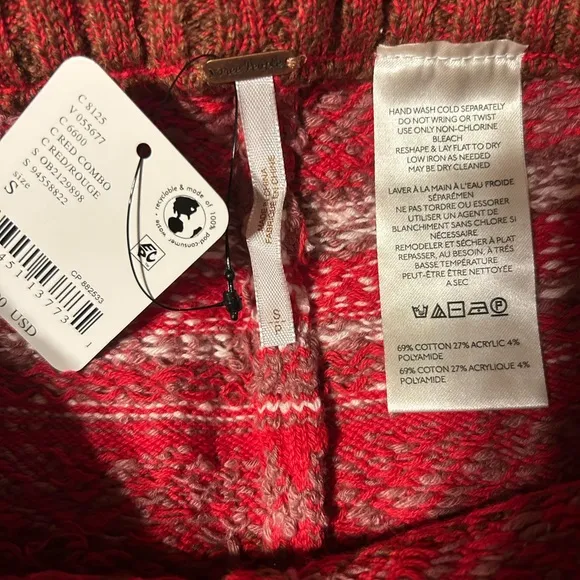 C 8125
V 055677
C 6600
C RED COMBO
C RED/ROUGE
S OB2129898
S 94558822
size
S
CP 882533
USD
recyclable & made of 100% post-consumer waste
MADE IN CHINA
S-P
HAND WASH COLD SEPARATELY
DO NOT WRING OR TWIST
USE ONLY NON-CHLORINE
BLEACH
RESHAPE & LAY FLAT TO DRY
LOW IRON AS NEEDED
MAY BE DRY CLEANED
LAVER À LA MAIN À L'EAU FROIDE
SÉPARÉMEN
NE PAS TORDRE OU ESSORER
UTILISER UN AGENT DE
BLANCHIMENT SANS CHLORE SI
NÉCESSAIRE
REMODELER ET SÉCHER À PLAT
REPASSER, AU BESOIN, À TRÈS
BASSE TEMPÉRATURE
PEUT-ÊTRE ÊTRE NETTOYÉE
A SEC
69% COTTON 27% ACRYLIC 4%
POLYAMIDE
69% COTTON 27% ACRYLIQUE 4%
POLYAMIDE